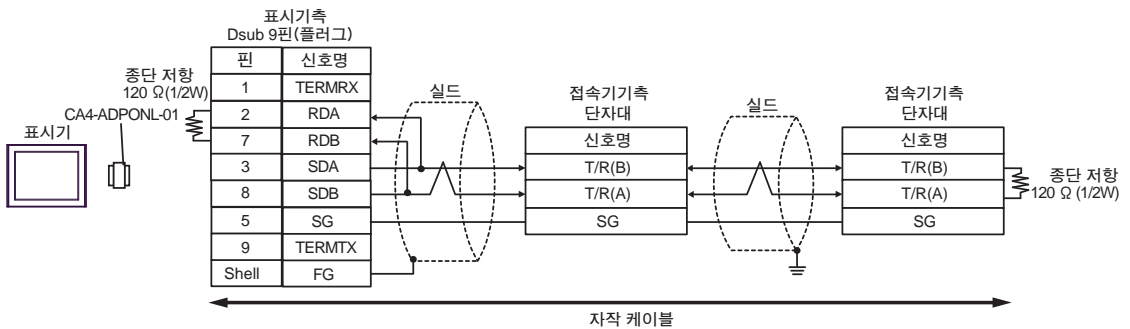 표시기측
Dsub 9핀(플러그)
핀 신호명
1 TERMRX
2 RDA
7 RDB
3 SDA
8 SDB
5 SG
9 TERMTX
Shell FG
종단 저항
120 Ω(1/2W)
CA4-ADPONL-01
표시기
실드
접속기기측
단자대
신호명
T/R(B)
T/R(A)
SG
실드
접속기기측
단자대
신호명
T/R(B)
T/R(A)
SG
종단 저항
120 Ω (1/2W)
자작 케이블